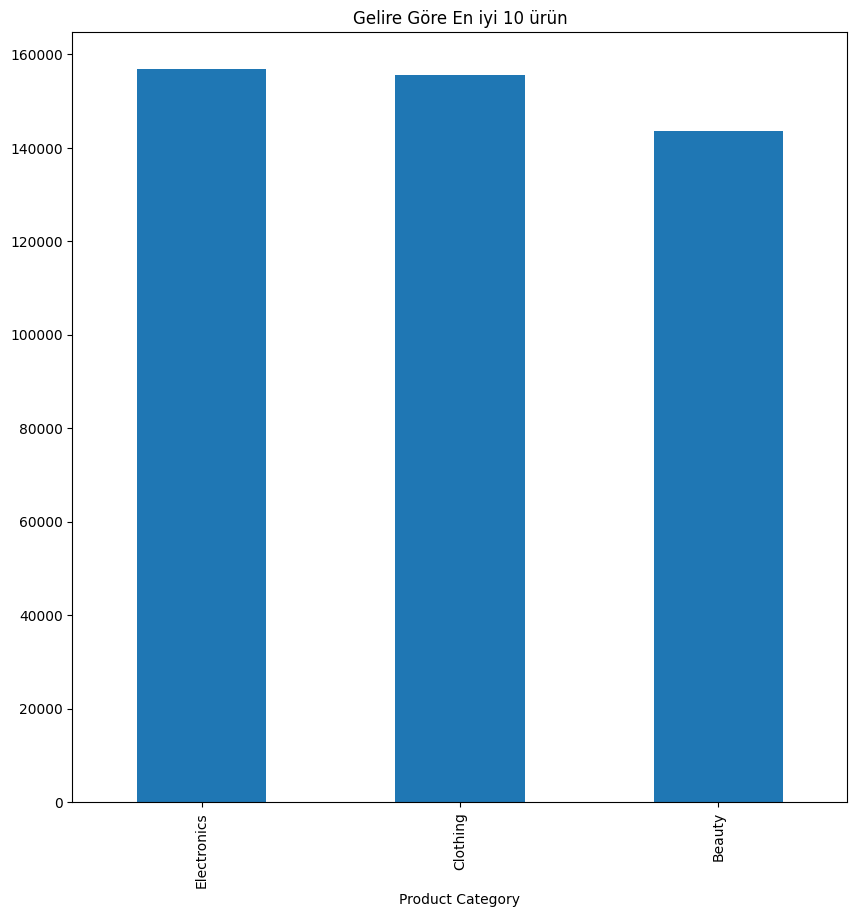 Gelire Göre En iyi 10 ürün
160000
140000
120000
100000
80000
60000
40000
20000
0
Electronics
Clothing
Beauty
Product Category